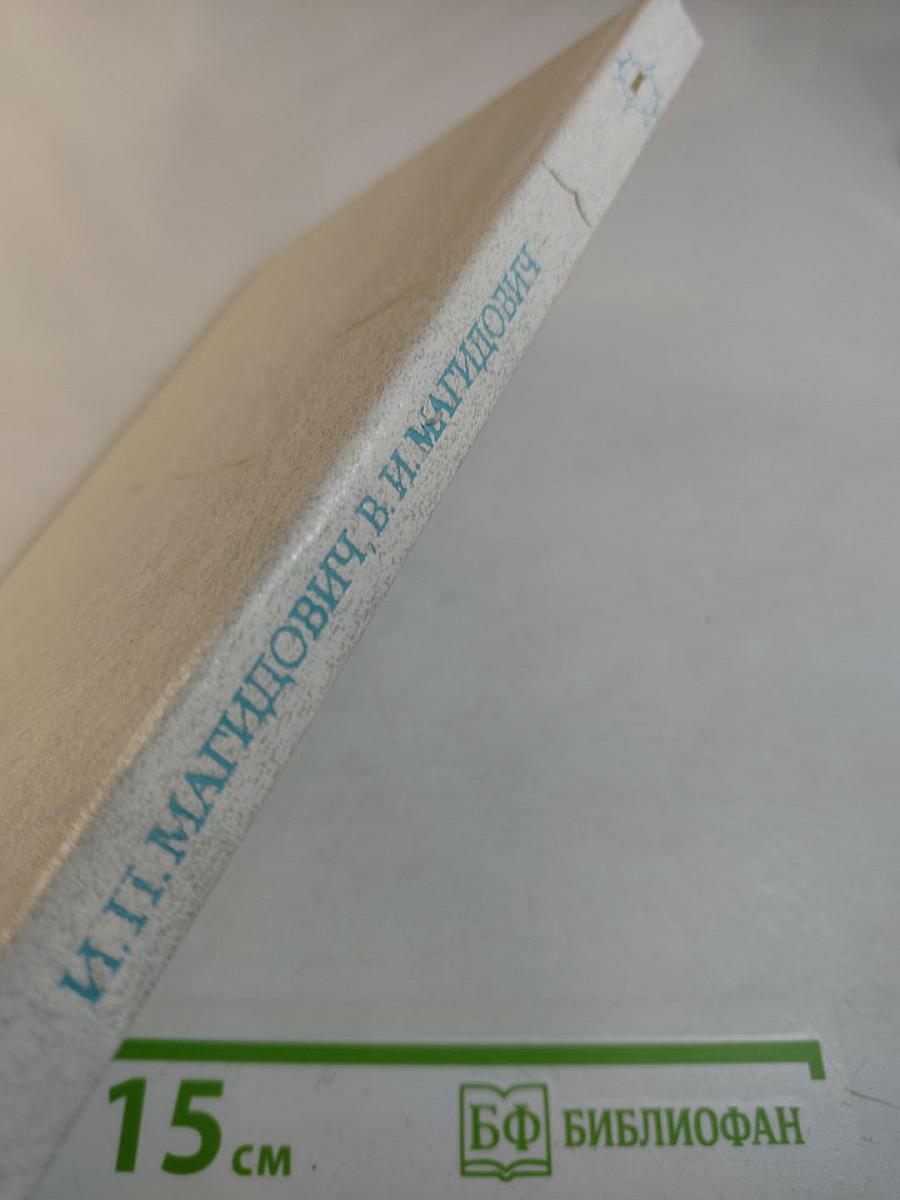 И. П. МАГИДОВИЧ, В. И. МАГИДОВИЧ
15 см
БФ БИБЛИОФАН